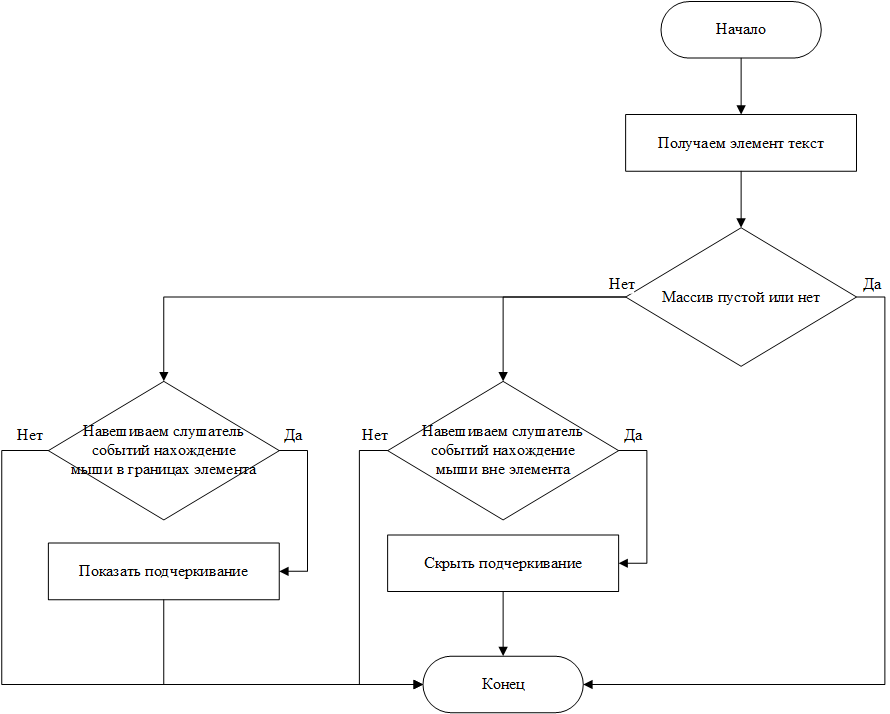 Начало
Получаем элемент текст
Нет
Да
Массив пустой или нет
Нет
Навешиваем слушатель
событий нахождение
мыши в границах элемента
Да
Нет
Навешиваем слушатель
событий нахождение
мыши вне элемента
Да
Показать подчеркивание
Скрыть подчеркивание
Конец